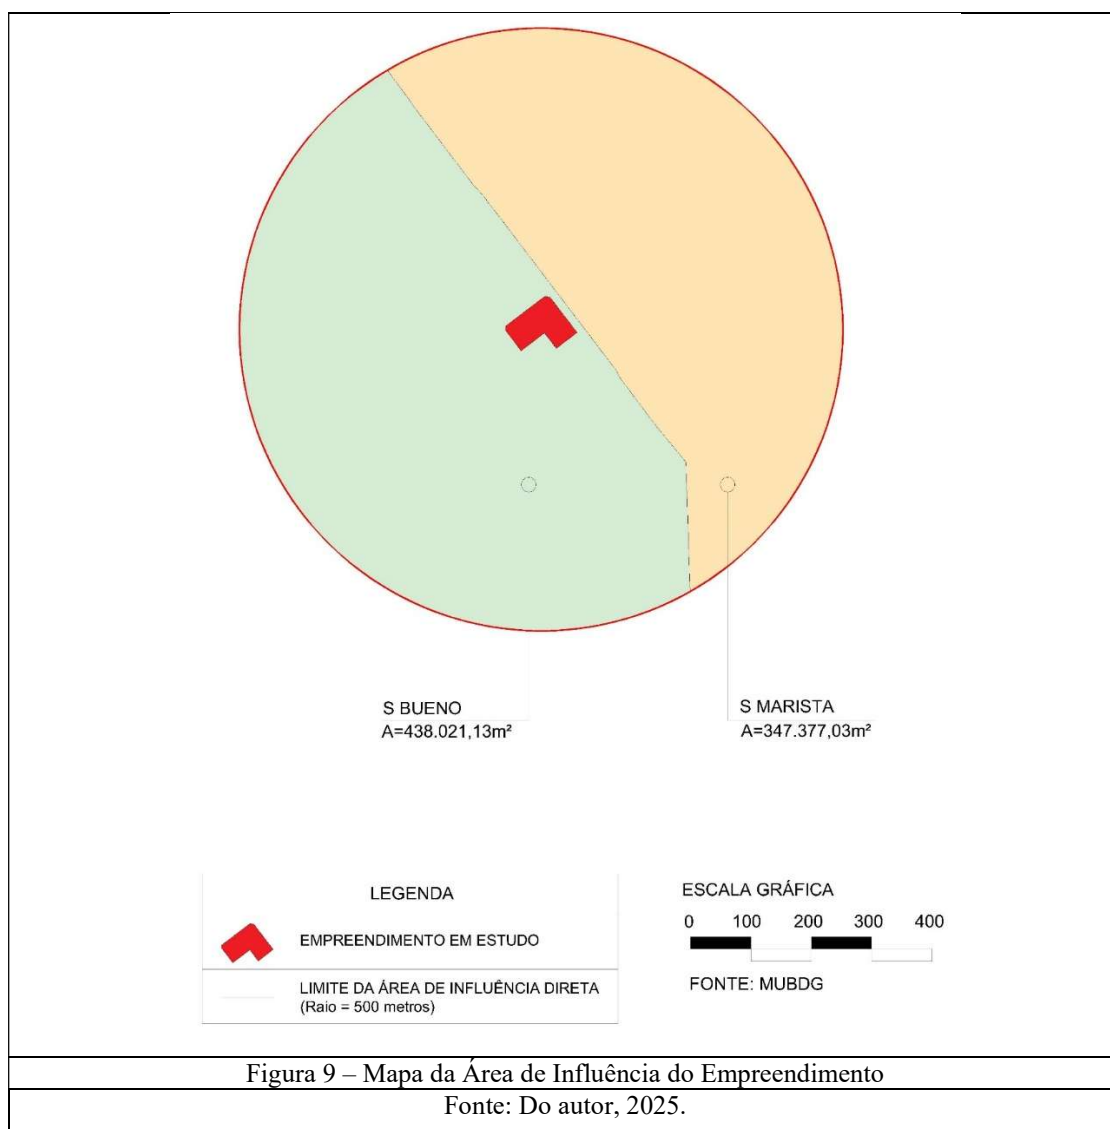 S BUENO
A=438.021,13m²
S MARISTA
A=347.377,03m²
LEGENDA
EMPREENDIMENTO EM ESTUDO
LIMITE DA ÁREA DE INFLUÊNCIA DIRETA
(Raio = 500 metros)
ESCALA GRÁFICA
0 100 200 300 400
FONTE: MUBDG
Figura 9 – Mapa da Área de Influência do Empreendimento
Fonte: Do autor, 2025.